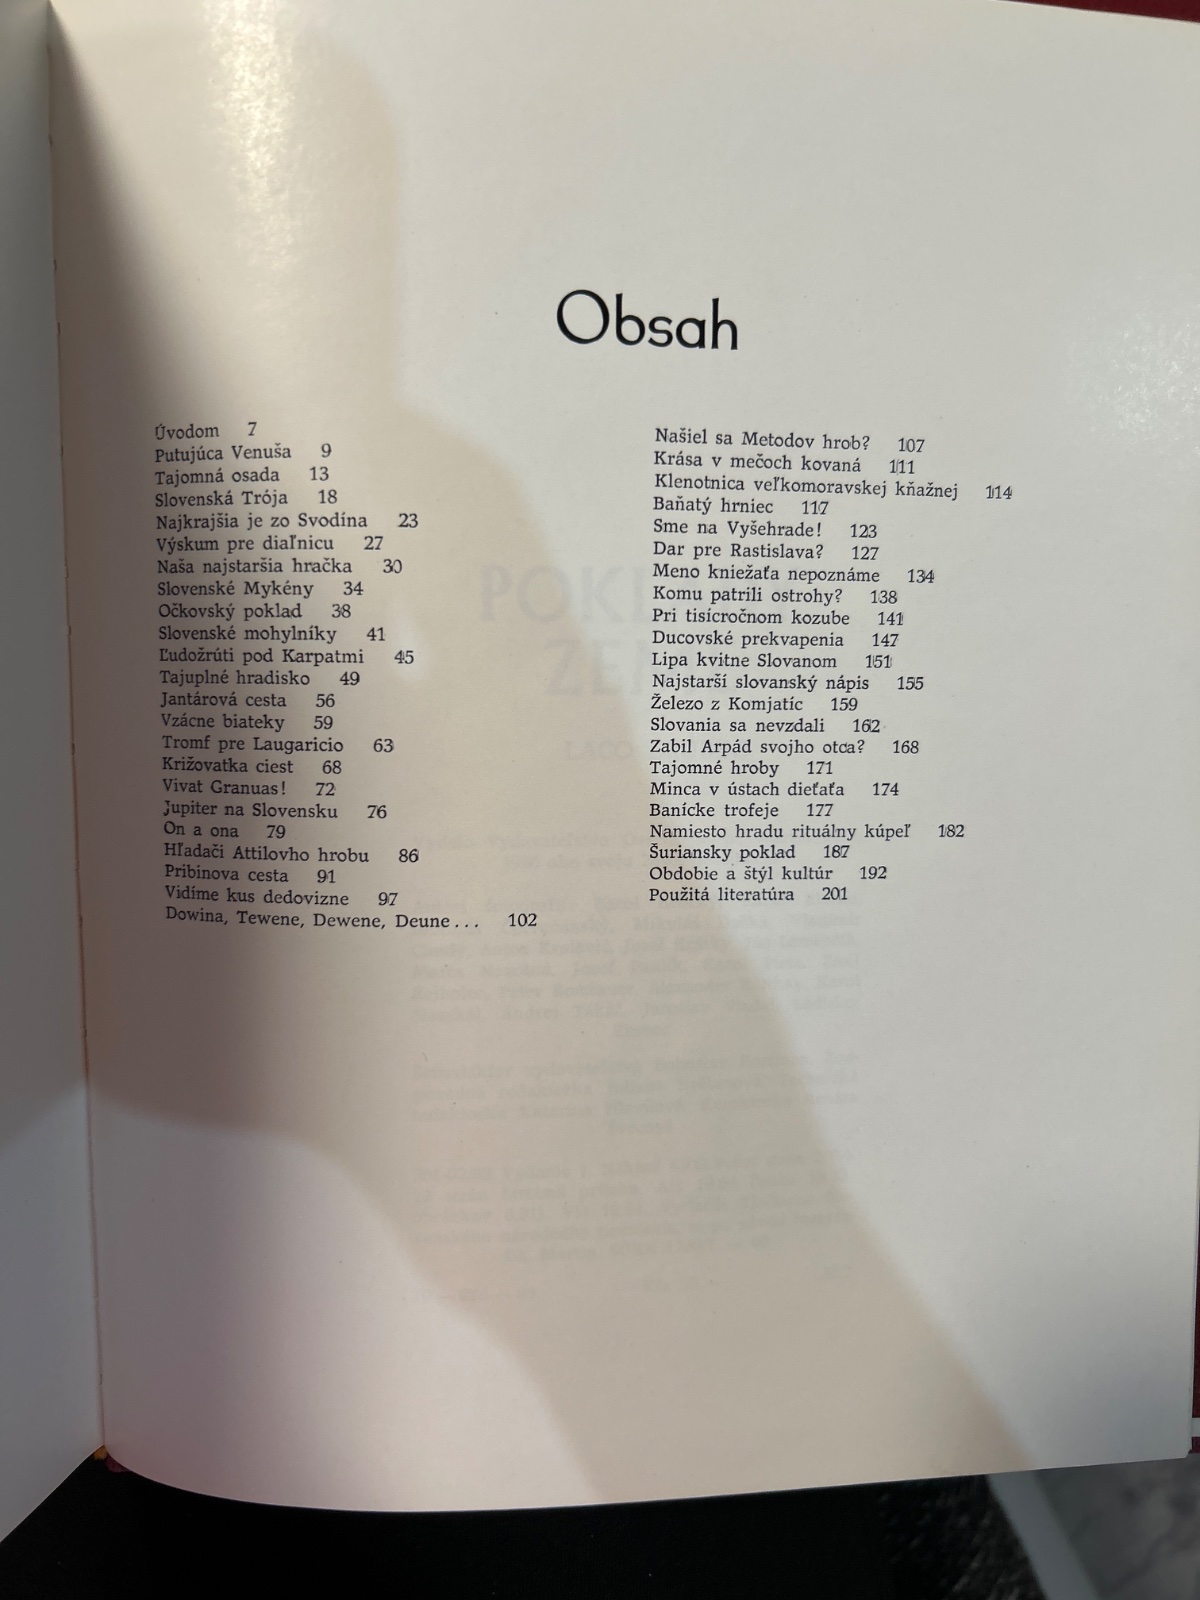 Obsah
Úvodom 7
Putujúca Venuša 9
Tajomná osada 13
Slovenská Trója 18
Najkrajšia je zo Svodína 23
Výskum pre diaľnicu 27
Naša najstaršia hračka 30
Slovenské Mykény 34
Očkovský poklad 38
Slovenské mohylníky 41
Ľudožrúti pod Karpatmi 45
Tajuplné hradisko 49
Jantárová cesta 56
Vzácne biateky 59
Tromf pre Laugaricio 63
Križovatka ciest 68
Vivat Granuas! 72
Jupiter na Slovensku 76
On a ona 79
Hľadači Attilovho hrobu 86
Pribinova cesta 91
Vidíme kus dedovizne 97
Dowina, Tewene, Dewene, Deune... 102
Našiel sa Metodov hrob? 107
Krása v mečoch kovaná 111
Klenotnica veľkomoravskej kňažnej 114
Baňatý hrniec 117
Sme na Vyšehrade! 123
Dar pre Rastislava? 127
Meno kniežaťa nepoznáme 134
Komu patrili ostrohy? 138
Pri tisícročnom kozube 141
Ducovské prekvapenia 147
Lipa kvitne Slovanom 151
Najstarší slovanský nápis 155
Železo z Komjatíc 159
Slovania sa nevzdali 162
Zabil Arpád svojho otca? 168
Tajomné hroby 171
Minca v ústach dieťaťa 174
Banícke trofeje 177
Namiesto hradu rituálny kúpeľ 182
Šuriansky poklad 187
Obdobie a štýl kultúr 192
Použitá literatúra 201